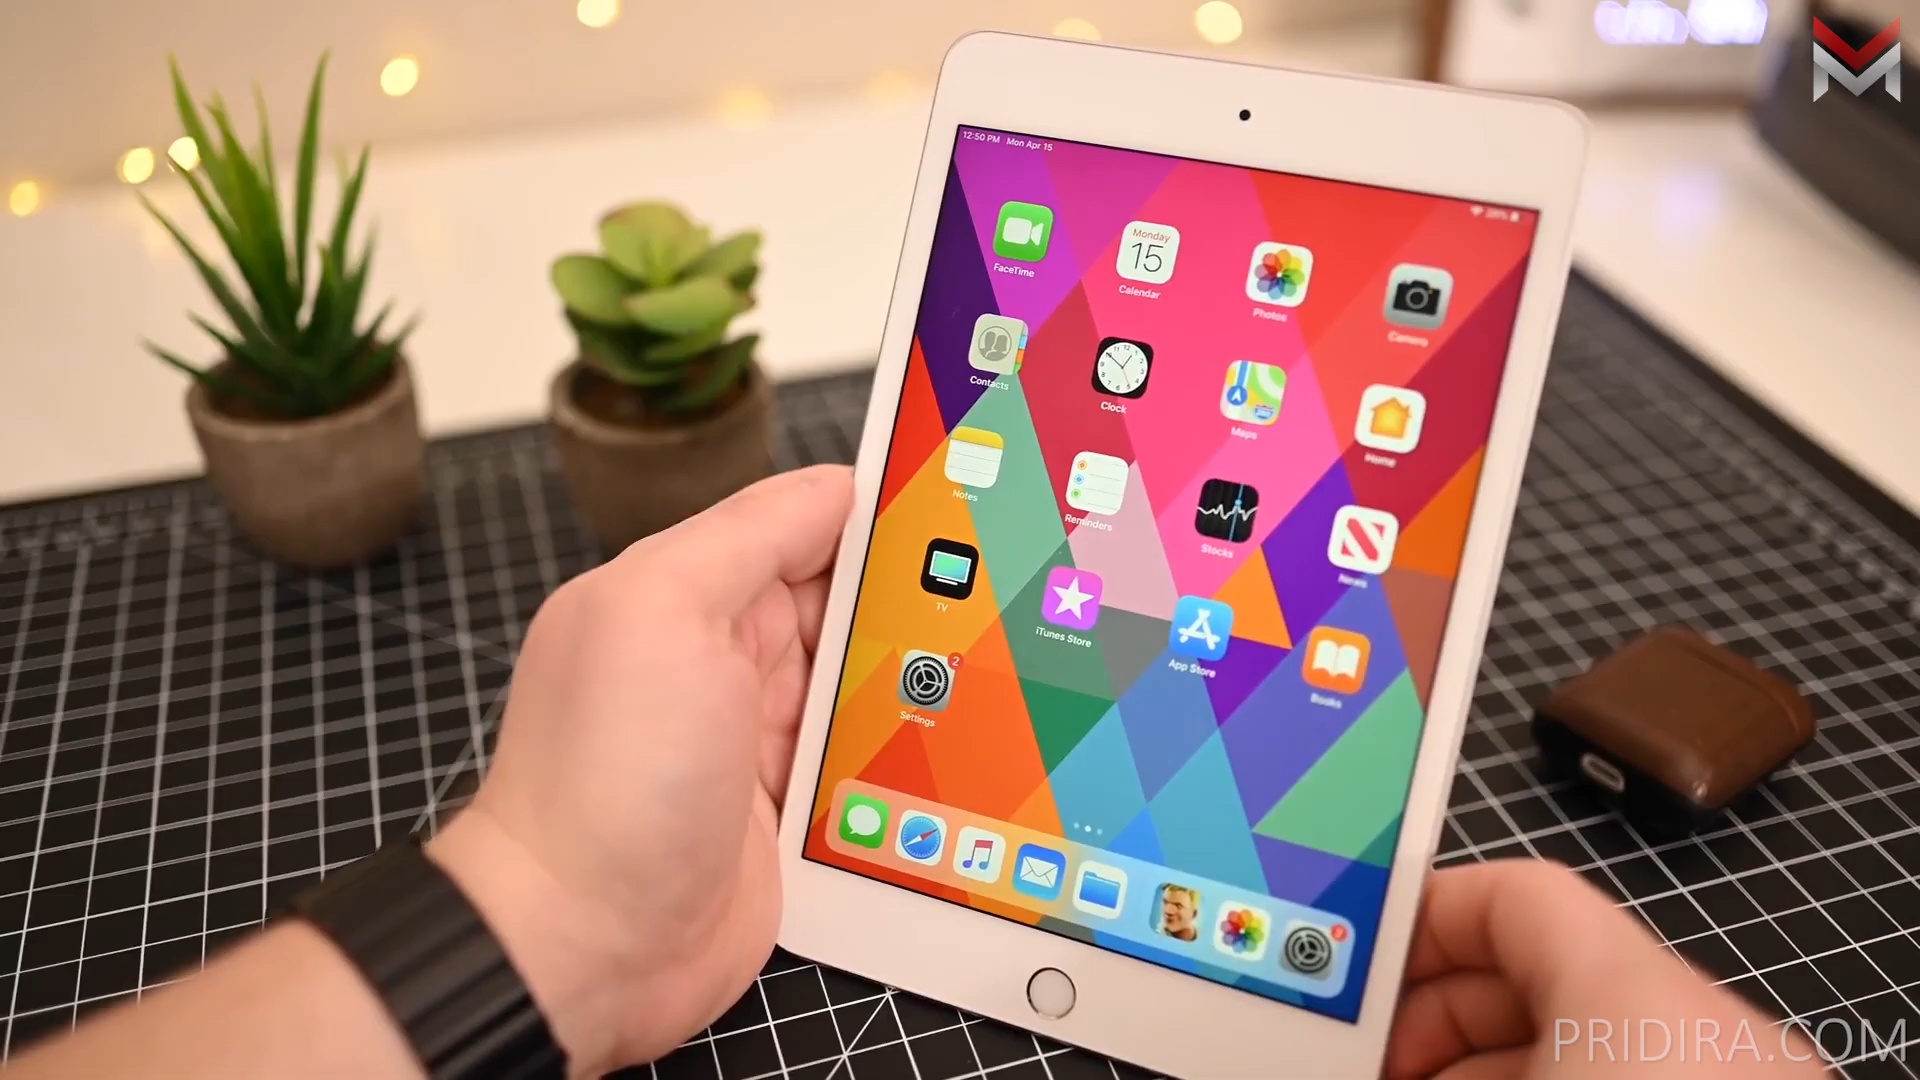 12:50 PM Mon Apr 15
FaceTime
Monday
15
Calendar
Photos
Camera
Contacts
Clock
Maps
Home
Notes
Reminders
Stocks
News
TV
iTunes Store
App Store
Books
2
Settings
PRIDIRA.COM